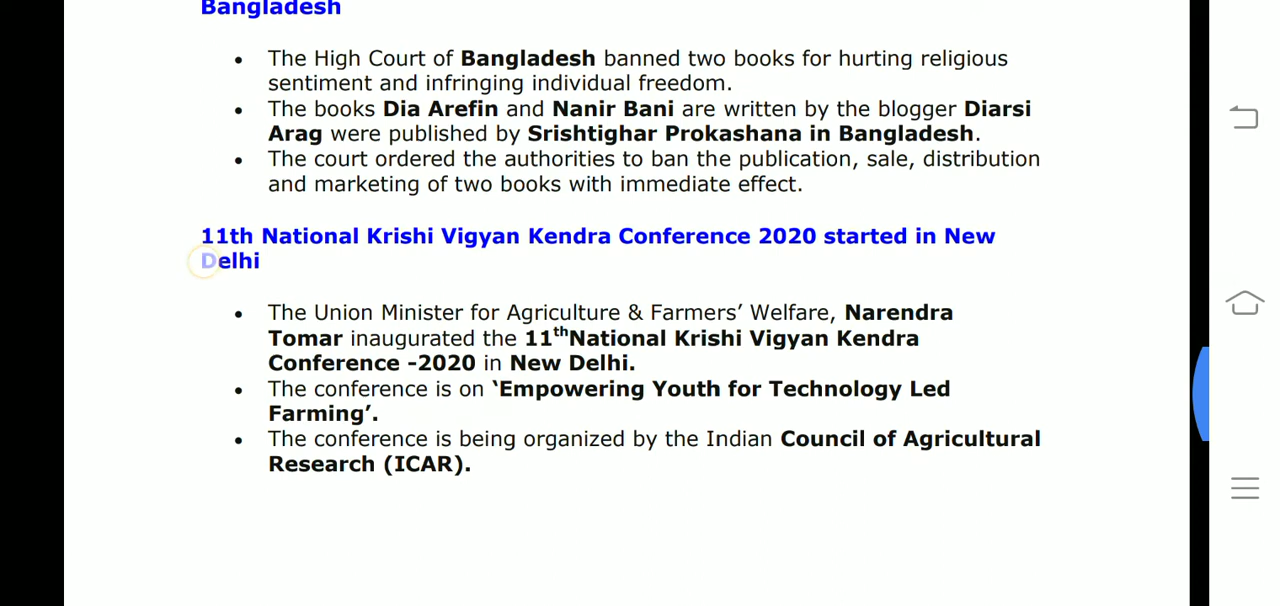 Bangladesh
• The High Court of Bangladesh banned two books for hurting religious
sentiment and infringing individual freedom.
• The books Dia Arefin and Nanir Bani are written by the blogger Diarsi
Arag were published by Srishtighar Prokashana in Bangladesh.
• The court ordered the authorities to ban the publication, sale, distribution
and marketing of two books with immediate effect.
11th National Krishi Vigyan Kendra Conference 2020 started in New
Delhi
• The Union Minister for Agriculture & Farmers’ Welfare, Narendra
Tomar inaugurated the 11thNational Krishi Vigyan Kendra
Conference -2020 in New Delhi.
• The conference is on ‘Empowering Youth for Technology Led
Farming’.
• The conference is being organized by the Indian Council of Agricultural
Research (ICAR).